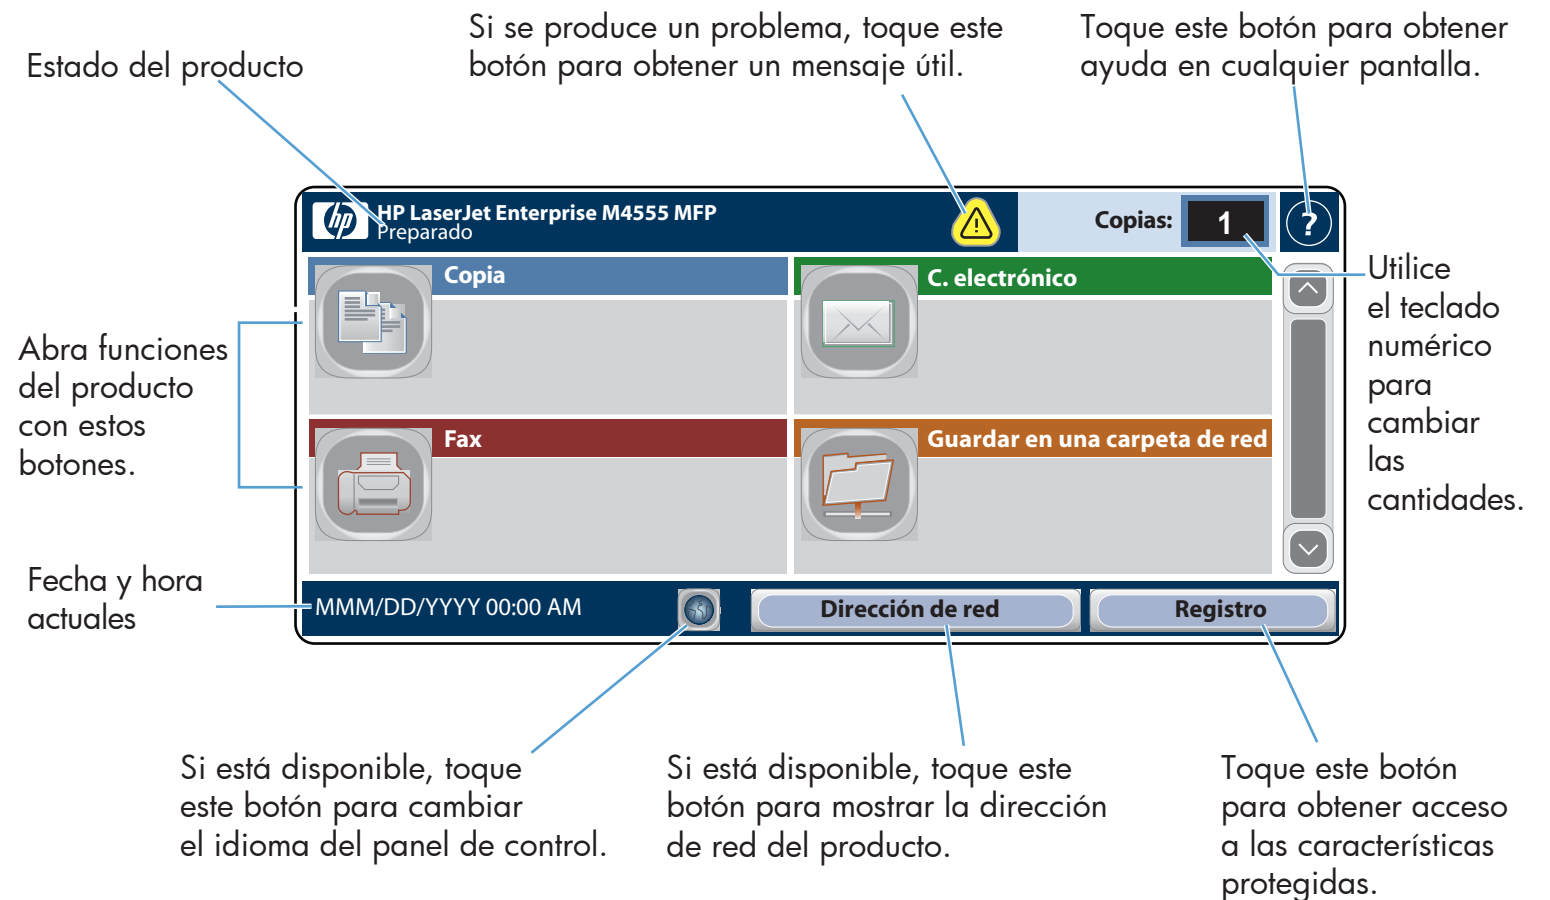 Si se produce un problema, toque este
botón para obtener un mensaje útil.
Toque este botón para obtener
ayuda en cualquier pantalla.
Estado del producto
hp
HP LaserJet Enterprise M4555 MFP
Preparado
Copias:
1
?
Copia
C. electrónico
Utilice
el teclado
numérico
para
cambiar
las
cantidades.
Abra funciones
del producto
con estos
botones.
Fax
Guardar en una carpeta de red
Fecha y hora
actuales
MMM/DD/YYYY 00:00 AM
Dirección de red
Registro
Si está disponible, toque
este botón para cambiar
el idioma del panel de control.
Si está disponible, toque este
botón para mostrar la dirección
de red del producto.
Toque este botón
para obtener acceso
a las características
protegidas.